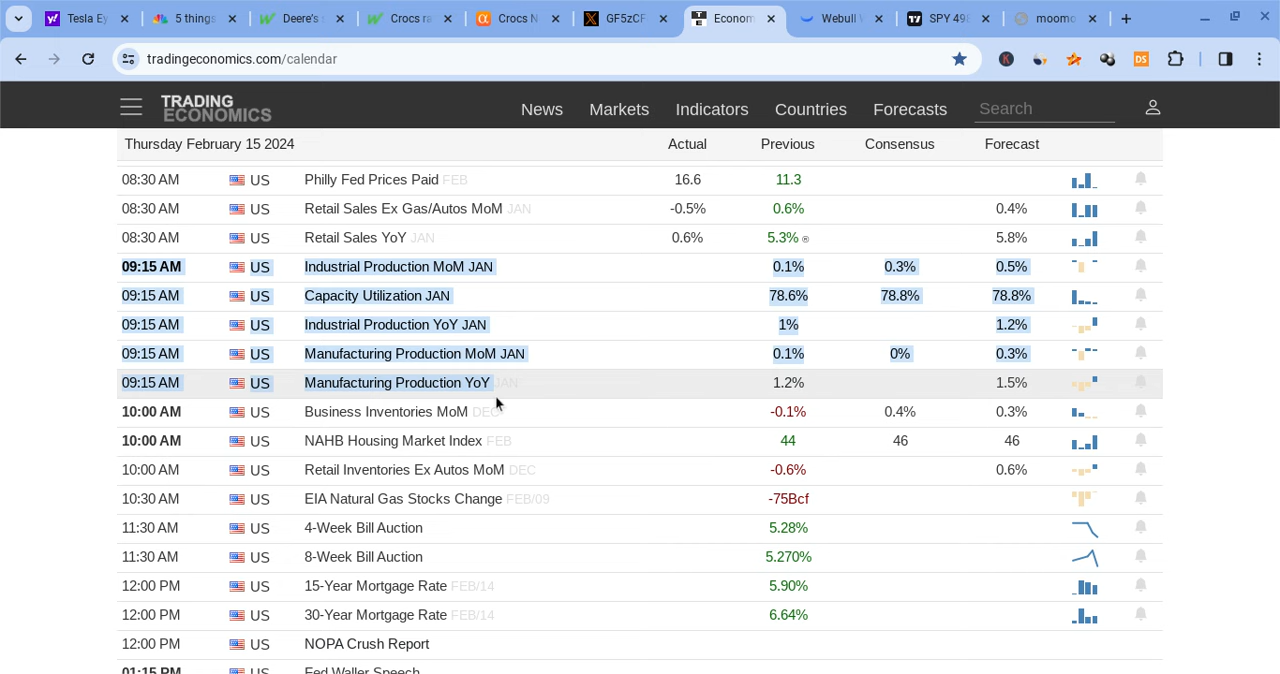 Tesla Ey
5 things
Deere's s
Crocs ra
Crocs N
GF5zCF
Econom
Webull
SPY 498
moomo
tradingeconomics.com/calendar
K
DS
TRADING
ECONOMICS
News Markets Indicators Countries Forecasts Search
Thursday February 15 2024 Actual Previous Consensus Forecast
08:30 AM US Philly Fed Prices Paid FEB 16.6 11.3
08:30 AM US Retail Sales Ex Gas/Autos MoM JAN -0.5% 0.6% 0.4%
08:30 AM US Retail Sales YoY JAN 0.6% 5.3% ® 5.8%
09:15 AM US Industrial Production MoM JAN 0.1% 0.3% 0.5%
09:15 AM US Capacity Utilization JAN 78.6% 78.8% 78.8%
09:15 AM US Industrial Production YoY JAN 1% 1.2%
09:15 AM US Manufacturing Production MoM JAN 0.1% 0% 0.3%
09:15 AM US Manufacturing Production YoY JAN 1.2% 1.5%
10:00 AM US Business Inventories MoM DEC -0.1% 0.4% 0.3%
10:00 AM US NAHB Housing Market Index FEB 44 46 46
10:00 AM US Retail Inventories Ex Autos MoM DEC -0.6% 0.6%
10:30 AM US EIA Natural Gas Stocks Change FEB/09 -75Bcf
11:30 AM US 4-Week Bill Auction 5.28%
11:30 AM US 8-Week Bill Auction 5.270%
12:00 PM US 15-Year Mortgage Rate FEB/14 5.90%
12:00 PM US 30-Year Mortgage Rate FEB/14 6.64%
12:00 PM US NOPA Crush Report
01:15 PM US Fed Waller Speech